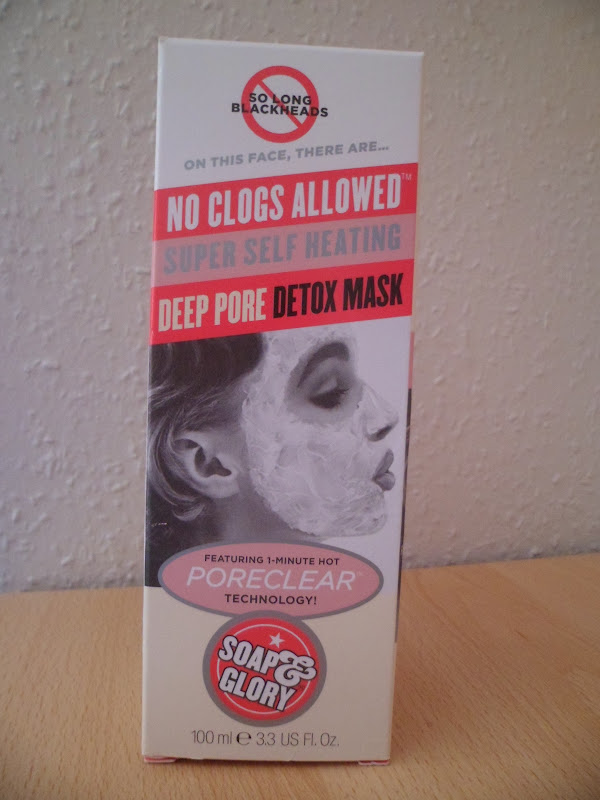 SO LONG
BLACKHEADS
ON THIS FACE, THERE ARE...
NO CLOGS ALLOWED™
SUPER SELF HEATING
DEEP PORE DETOX MASK
FEATURING 1-MINUTE HOT
PORECLEAR™
TECHNOLOGY!
SOAP &
GLORY
100 ml ℮ 3.3 US Fl. Oz.